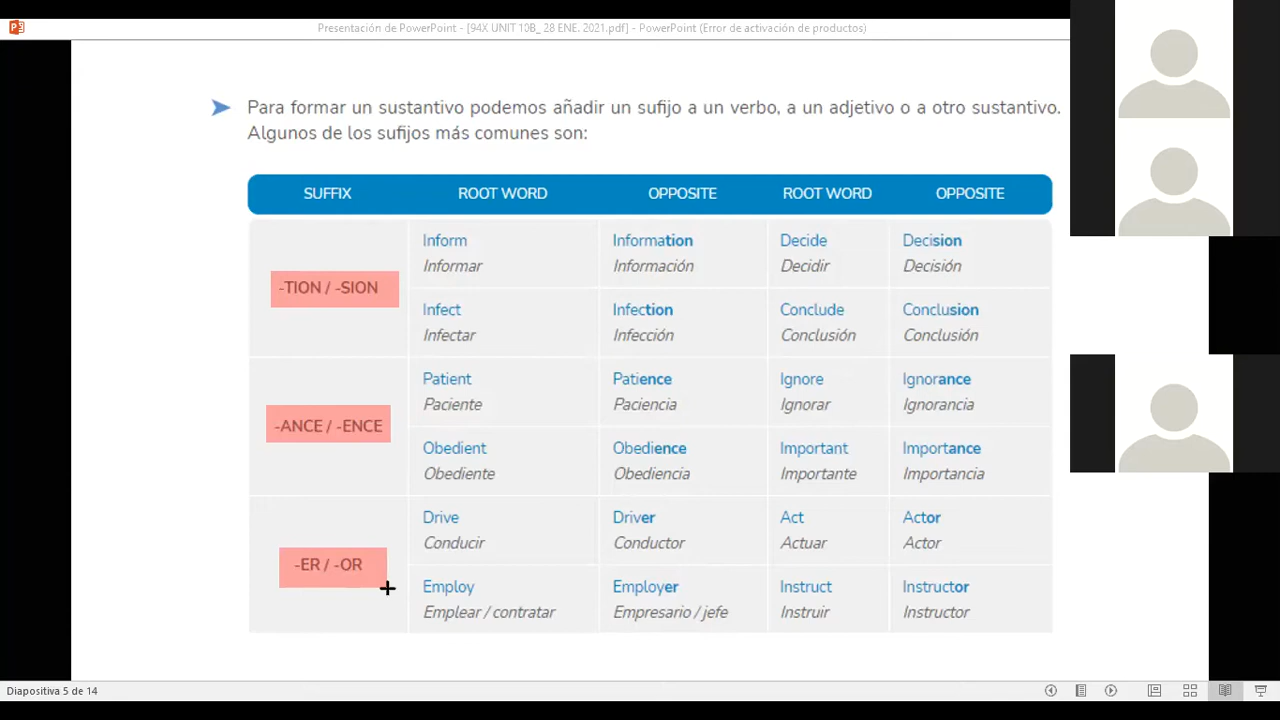 Presentación de PowerPoint - [94X UNIT 10B_ 28 ENE. 2021.pdf] - PowerPoint (Error de activación de productos)
Para formar un sustantivo podemos añadir un sufijo a un verbo, a un adjetivo o a otro sustantivo.
Algunos de los sufijos más comunes son:
SUFFIX ROOT WORD OPPOSITE ROOT WORD OPPOSITE
Inform Information Decide Decision
Informar Información Decidir Decisión
-TION / -SION
Infect Infection Conclude Conclusion
Infectar Infección Conclusión Conclusión
Patient Patience Ignore Ignorance
Paciente Paciencia Ignorar Ignorancia
-ANCE / -ENCE
Obedient Obedience Important Importance
Obediente Obediencia Importante Importancia
Drive Driver Act Actor
Conducir Conductor Actuar Actor
-ER / -OR
Employ Employer Instruct Instructor
Emplear / contratar Empresario / jefe Instruir Instructor
Diapositiva 5 de 14